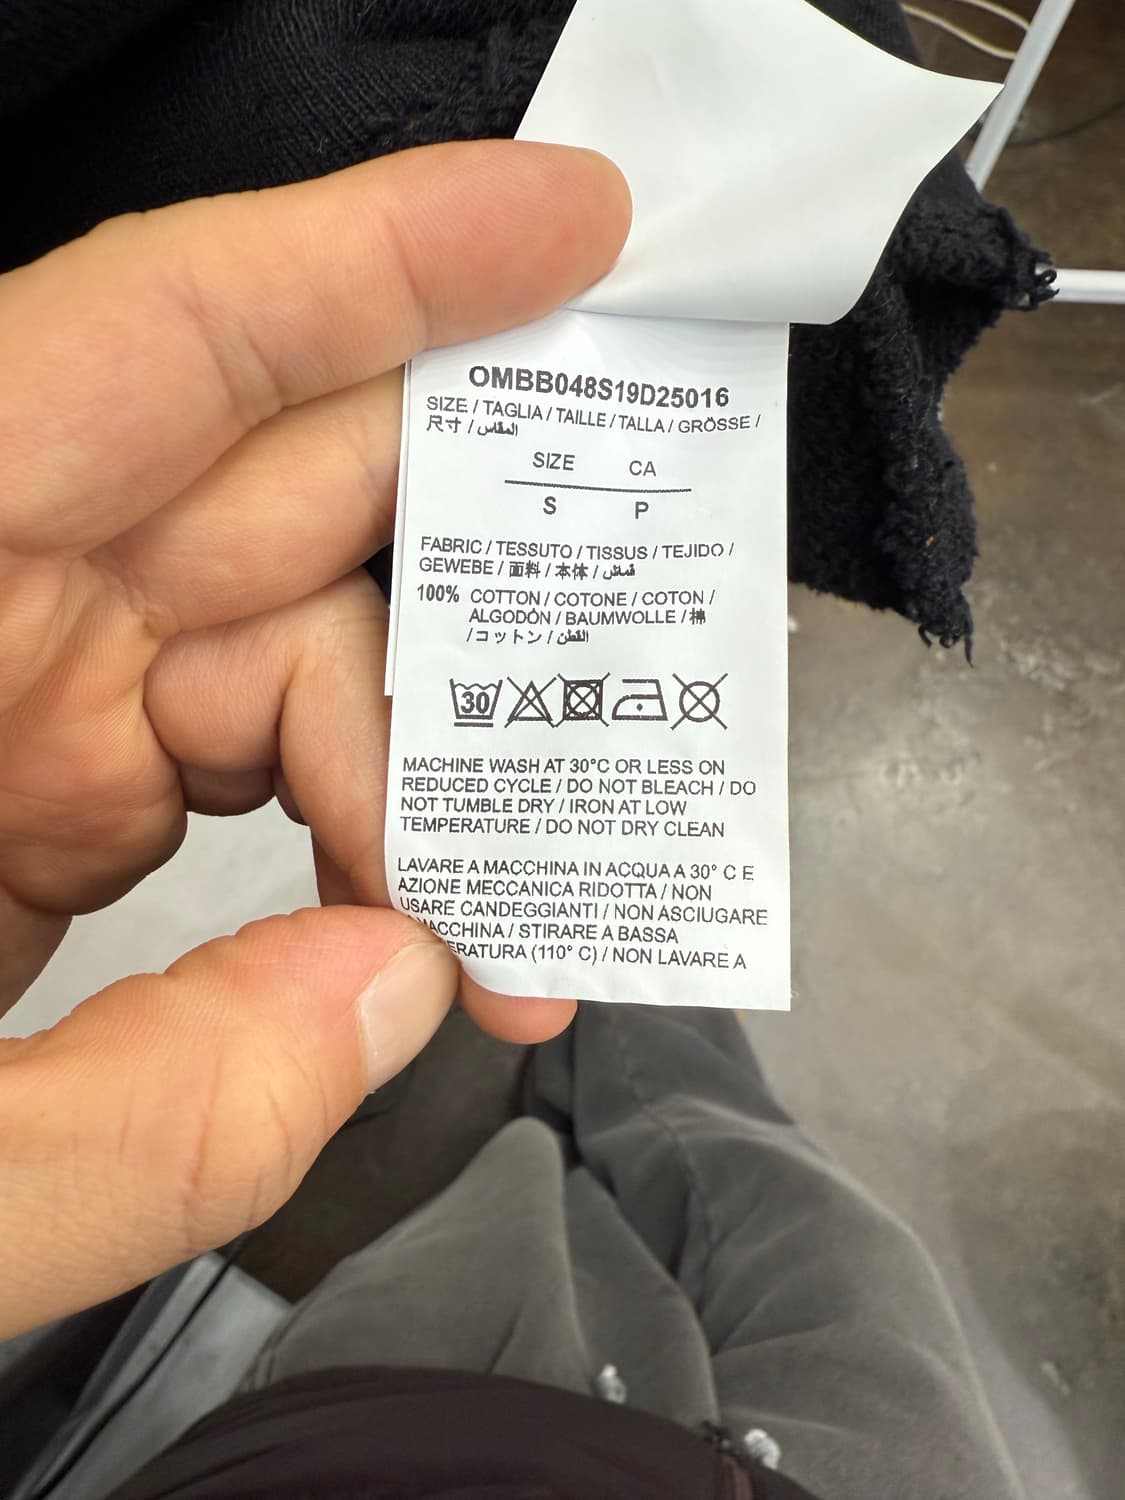 OMBB048S19D25016
SIZE / TAGLIA / TAILLE / TALLA / GRÖSSE /
尺寸 / المقاس
SIZE CA
S P
FABRIC / TESSUTO / TISSUS / TEJIDO /
GEWEBE / 面料 / 本体 / قماش
100% COTTON / COTONE / COTON /
ALGODÓN / BAUMWOLLE / 棉
/ コットン / القطن
30
MACHINE WASH AT 30°C OR LESS ON
REDUCED CYCLE / DO NOT BLEACH / DO
NOT TUMBLE DRY / IRON AT LOW
TEMPERATURE / DO NOT DRY CLEAN
LAVARE A MACCHINA IN ACQUA A 30° C E
AZIONE MECCANICA RIDOTTA / NON
USARE CANDEGGIANTI / NON ASCIUGARE
MACCHINA / STIRARE A BASSA
ERATURA (110° C) / NON LAVARE A